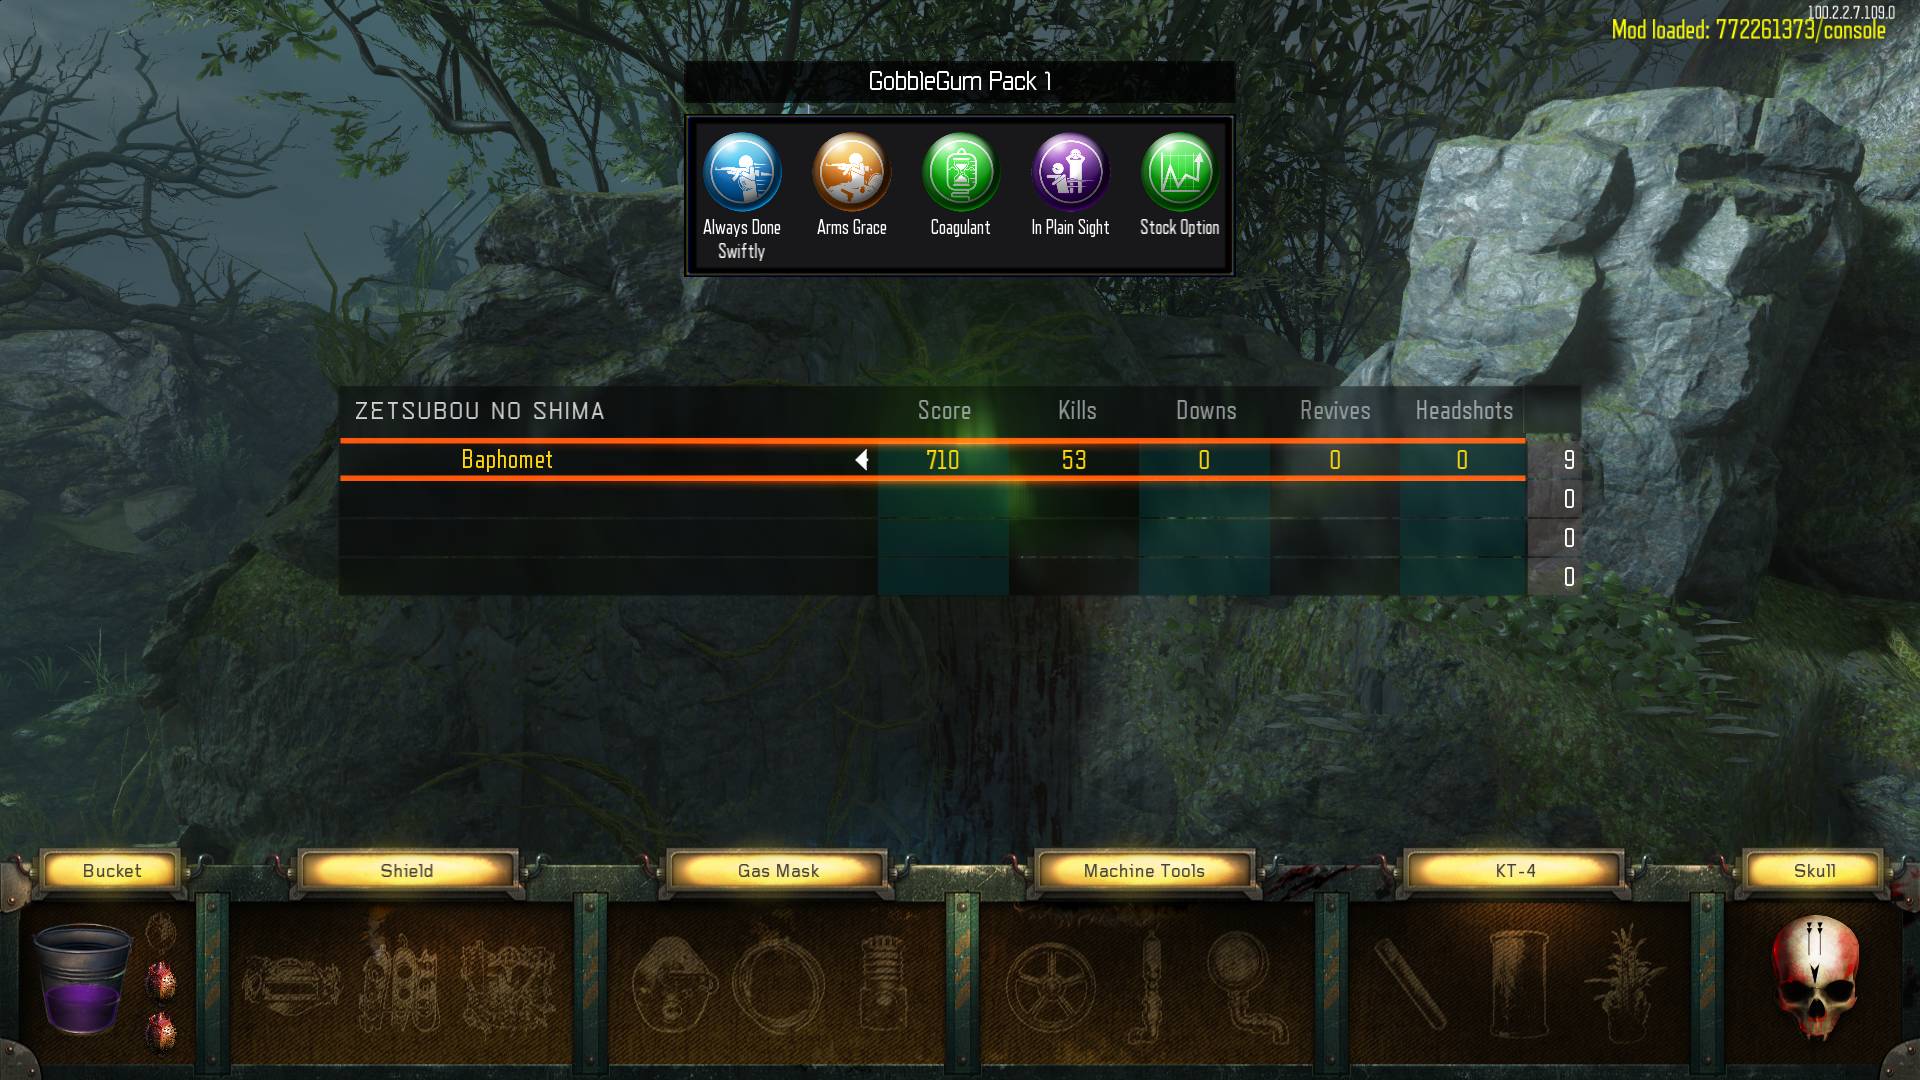 100.2.2.7.109.0
Mod loaded: 772261373/console
GobbleGum Pack 1
Always Done Swiftly
Arms Grace
Coagulant
In Plain Sight
Stock Option
ZETSUBOU NO SHIMA Score Kills Downs Revives Headshots
Baphomet 710 53 0 0 0 9
0
0
0
Bucket Shield Gas Mask Machine Tools KT-4 Skull